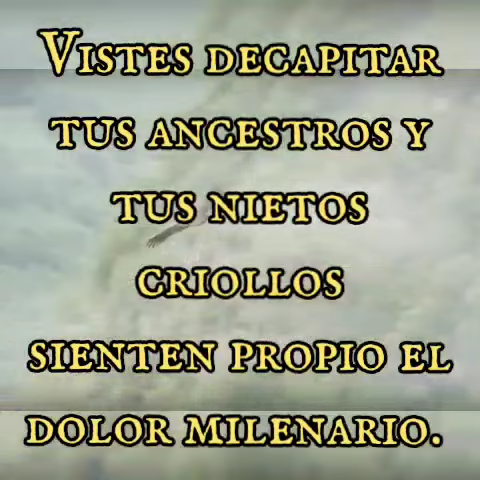 Vistes decapitar
tus ancestros y
tus nietos
criollos
sienten propio el
dolor milenario.